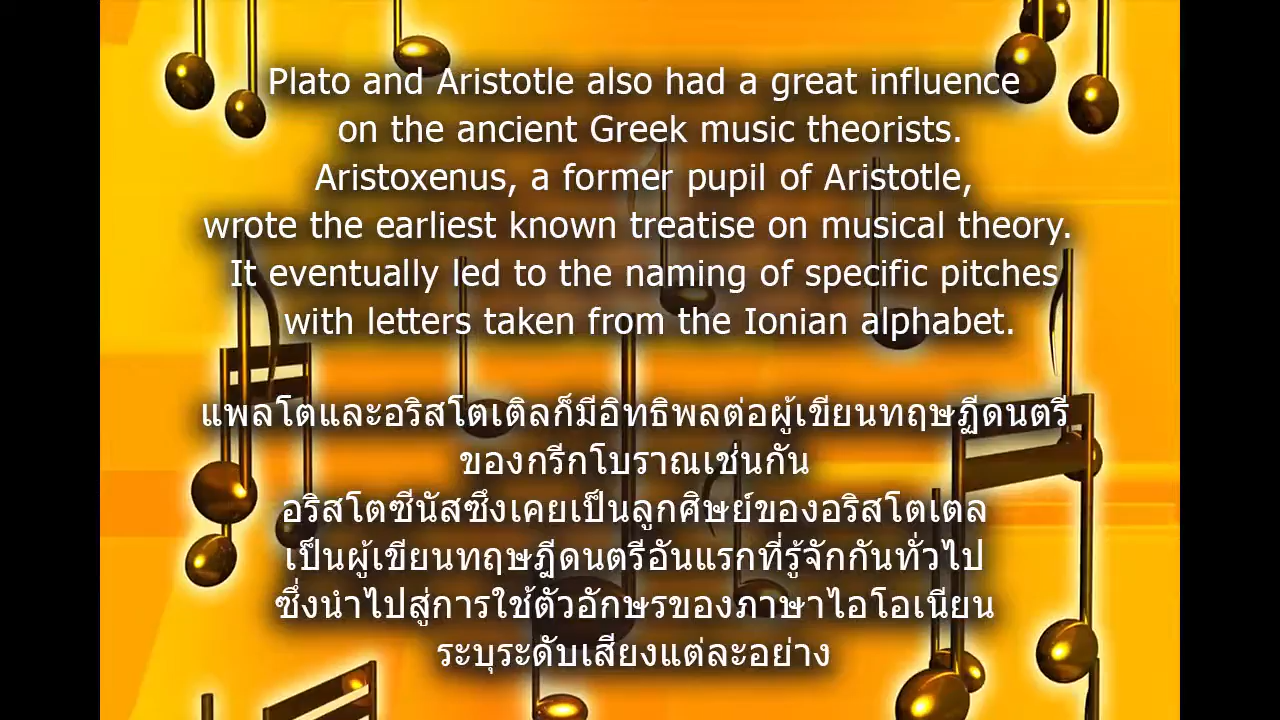 Plato and Aristotle also had a great influence
on the ancient Greek music theorists.
Aristoxenus, a former pupil of Aristotle,
wrote the earliest known treatise on musical theory.
It eventually led to the naming of specific pitches
with letters taken from the Ionian alphabet.
แพลโตและอริสโตเติลก็มีอิทธิพลต่อผู้เขียนทฤษฏีดนตรี
ของกรีกโบราณเช่นกัน
อริสโตซีนัสซึ่งเคยเป็นลูกศิษย์ของอริสโตเตล
เป็นผู้เขียนทฤษฎีดนตรีอันแรกที่รู้จักกันทั่วไป
ซึ่งนำไปสู่การใช้ตัวอักษรของภาษาไอโอเนียน
ระบุระดับเสียงแต่ละอย่าง